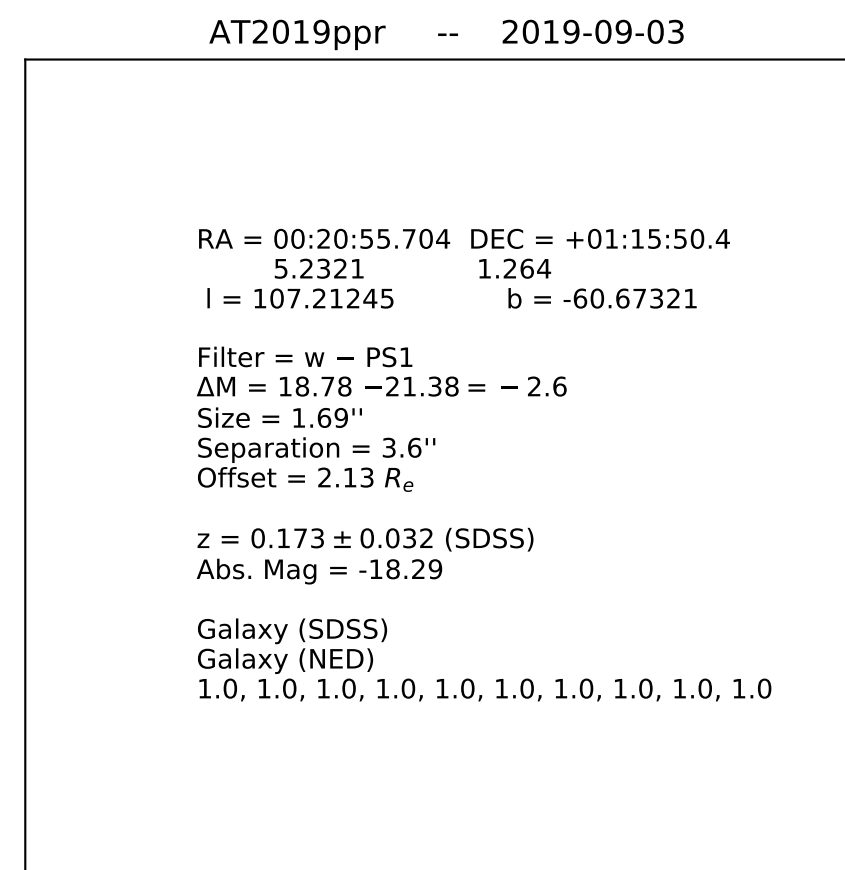 AT2019ppr -- 2019-09-03
RA = 00:20:55.704 DEC = +01:15:50.4
5.2321 1.264
l = 107.21245 b = -60.67321
Filter = w − PS1
ΔM = 18.78 −21.38 = − 2.6
Size = 1.69''
Separation = 3.6''
Offset = 2.13 Rₑ
z = 0.173 ± 0.032 (SDSS)
Abs. Mag = -18.29
Galaxy (SDSS)
Galaxy (NED)
1.0, 1.0, 1.0, 1.0, 1.0, 1.0, 1.0, 1.0, 1.0, 1.0